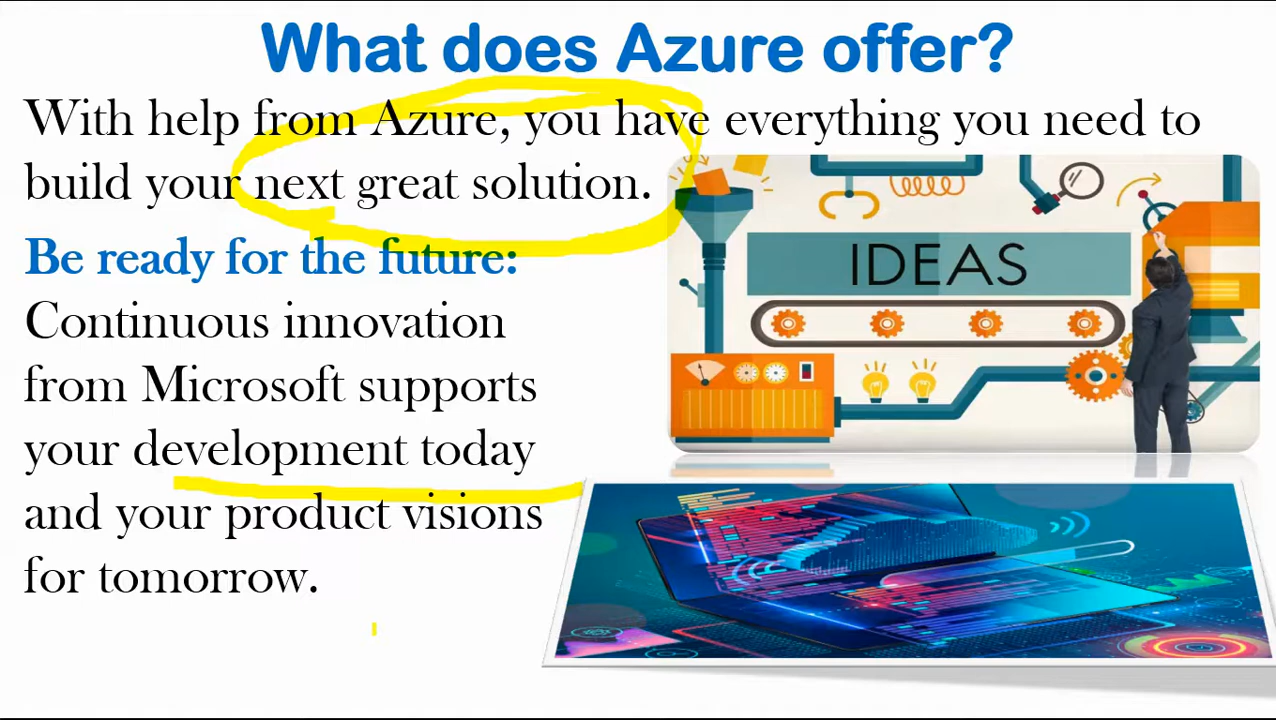 What does Azure offer?
With help from Azure, you have everything you need to
build your next great solution.
Be ready for the future:
Continuous innovation
from Microsoft supports
your development today
and your product visions
for tomorrow.
IDEAS